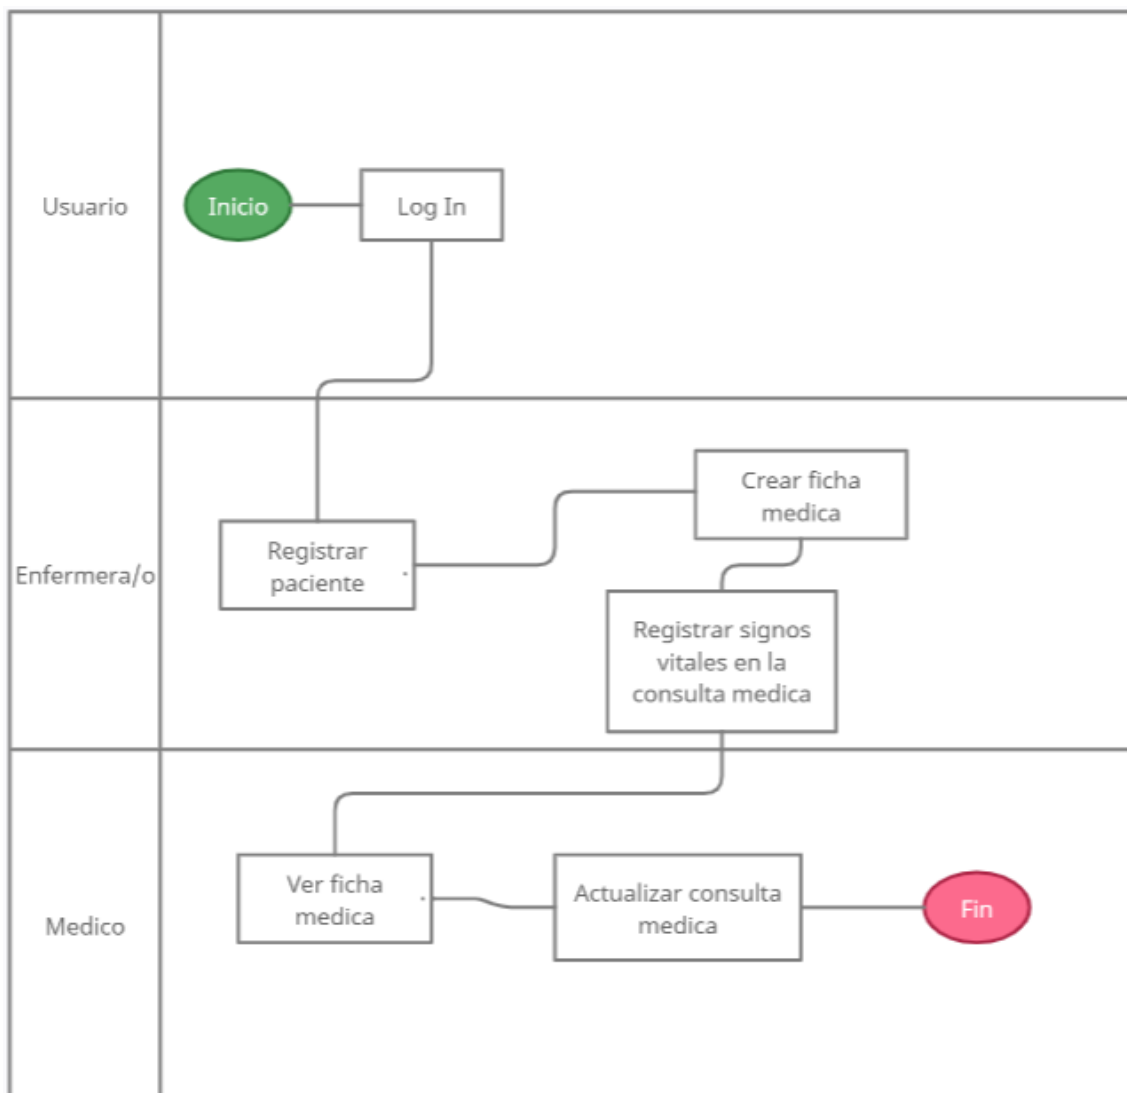 Usuario
Inicio
Log In
Enfermera/o
Registrar
paciente
Crear ficha
medica
Registrar signos
vitales en la
consulta medica
Medico
Ver ficha
medica
Actualizar consulta
medica
Fin